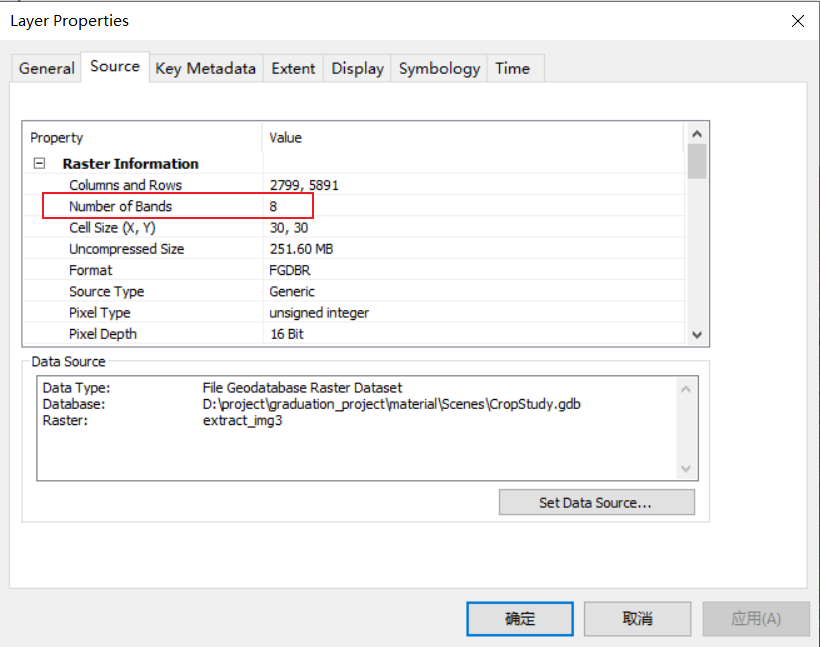 Layer Properties
General Source Key Metadata Extent Display Symbology Time
Property Value
Raster Information
Columns and Rows 2799, 5891
Number of Bands 8
Cell Size (X, Y) 30, 30
Uncompressed Size 251.60 MB
Format FGDBR
Source Type Generic
Pixel Type unsigned integer
Pixel Depth 16 Bit
Data Source
Data Type: File Geodatabase Raster Dataset
Database: D:\project\graduation_project\material\Scenes\CropStudy.gdb
Raster: extract_img3
Set Data Source...
确定 取消 应用(A)